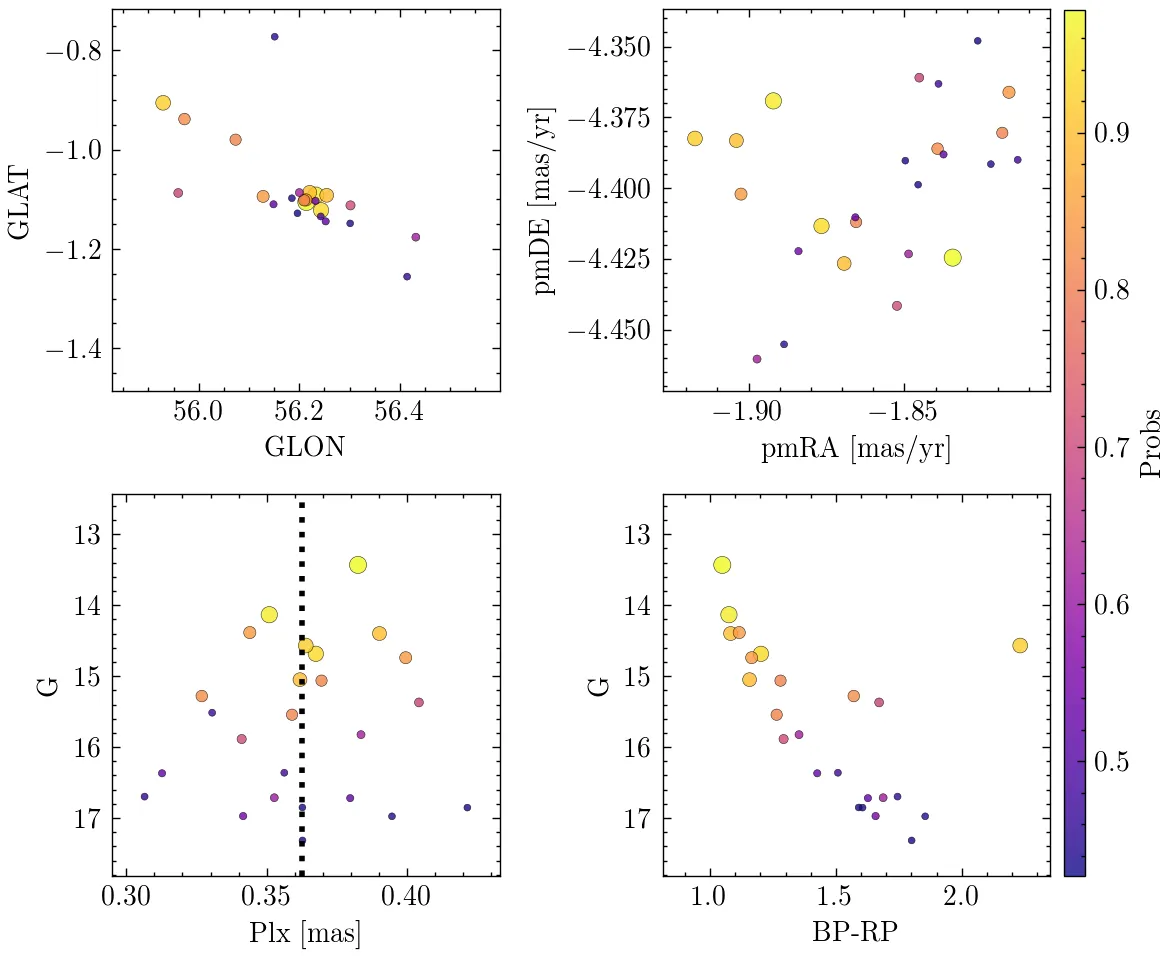 −0.8
−1.0
−1.2
−1.4
GLAT
56.0 56.2 56.4
GLON
−4.350
−4.375
−4.400
−4.425
−4.450
pmDE [mas/yr]
−1.90 −1.85
pmRA [mas/yr]
13
14
15
16
17
G
0.30 0.35 0.40
Plx [mas]
13
14
15
16
17
G
1.0 1.5 2.0
BP-RP
0.9
0.8
0.7
0.6
0.5
Probs